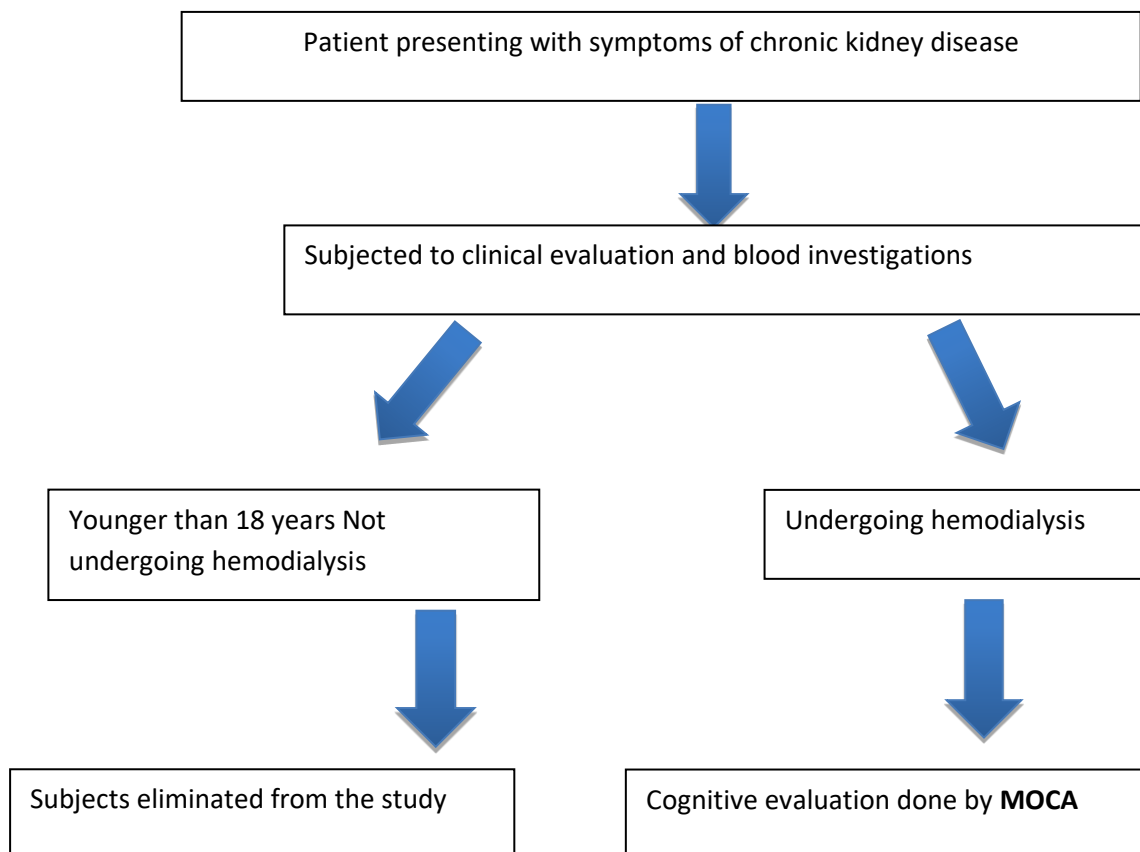 Patient presenting with symptoms of chronic kidney disease
Subjected to clinical evaluation and blood investigations
Younger than 18 years Not
undergoing hemodialysis
Undergoing hemodialysis
Subjects eliminated from the study
Cognitive evaluation done by MOCA